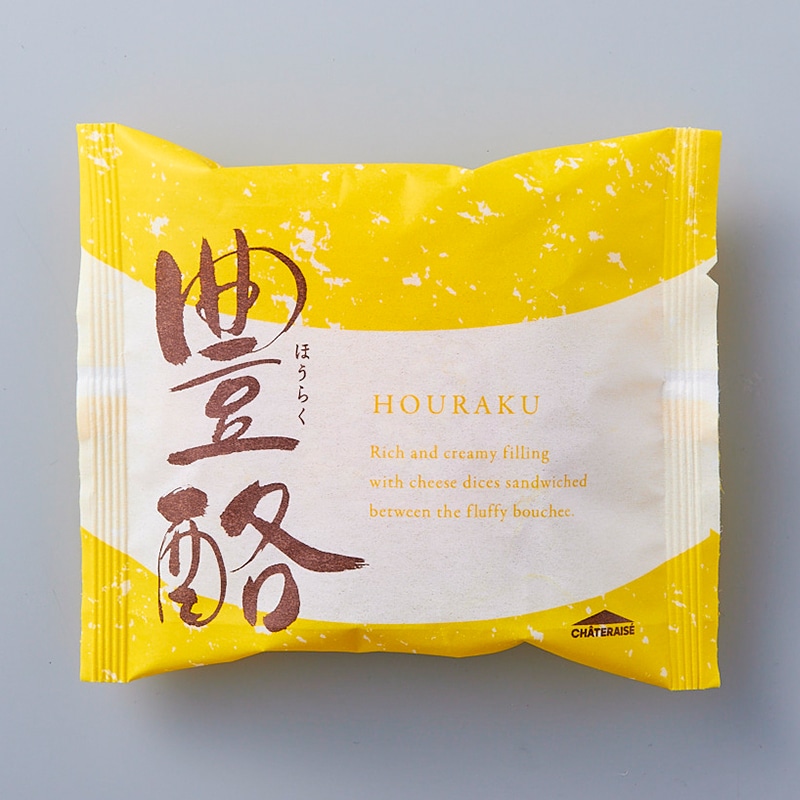 豊酪
ほうらく
HOURAKU
Rich and creamy filling
with cheese dices sandwiched
between the fluffy bouchee.
CHÂTERAISÉ